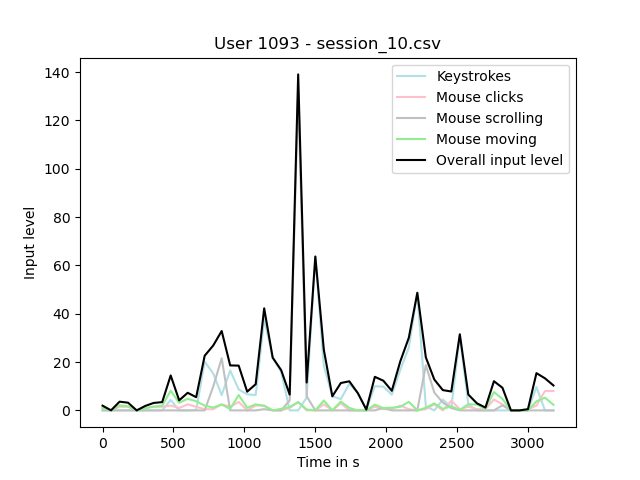 User 1093 - session_10.csv
Keystrokes
Mouse clicks
Mouse scrolling
Mouse moving
Overall input level
Input level
140
120
100
80
60
40
20
0
0 500 1000 1500 2000 2500 3000
Time in s